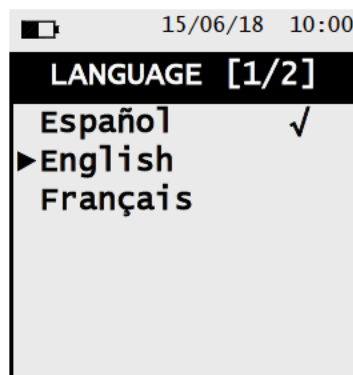 15/06/18 10:00
LANGUAGE [1/2]
Español √
►English
Français